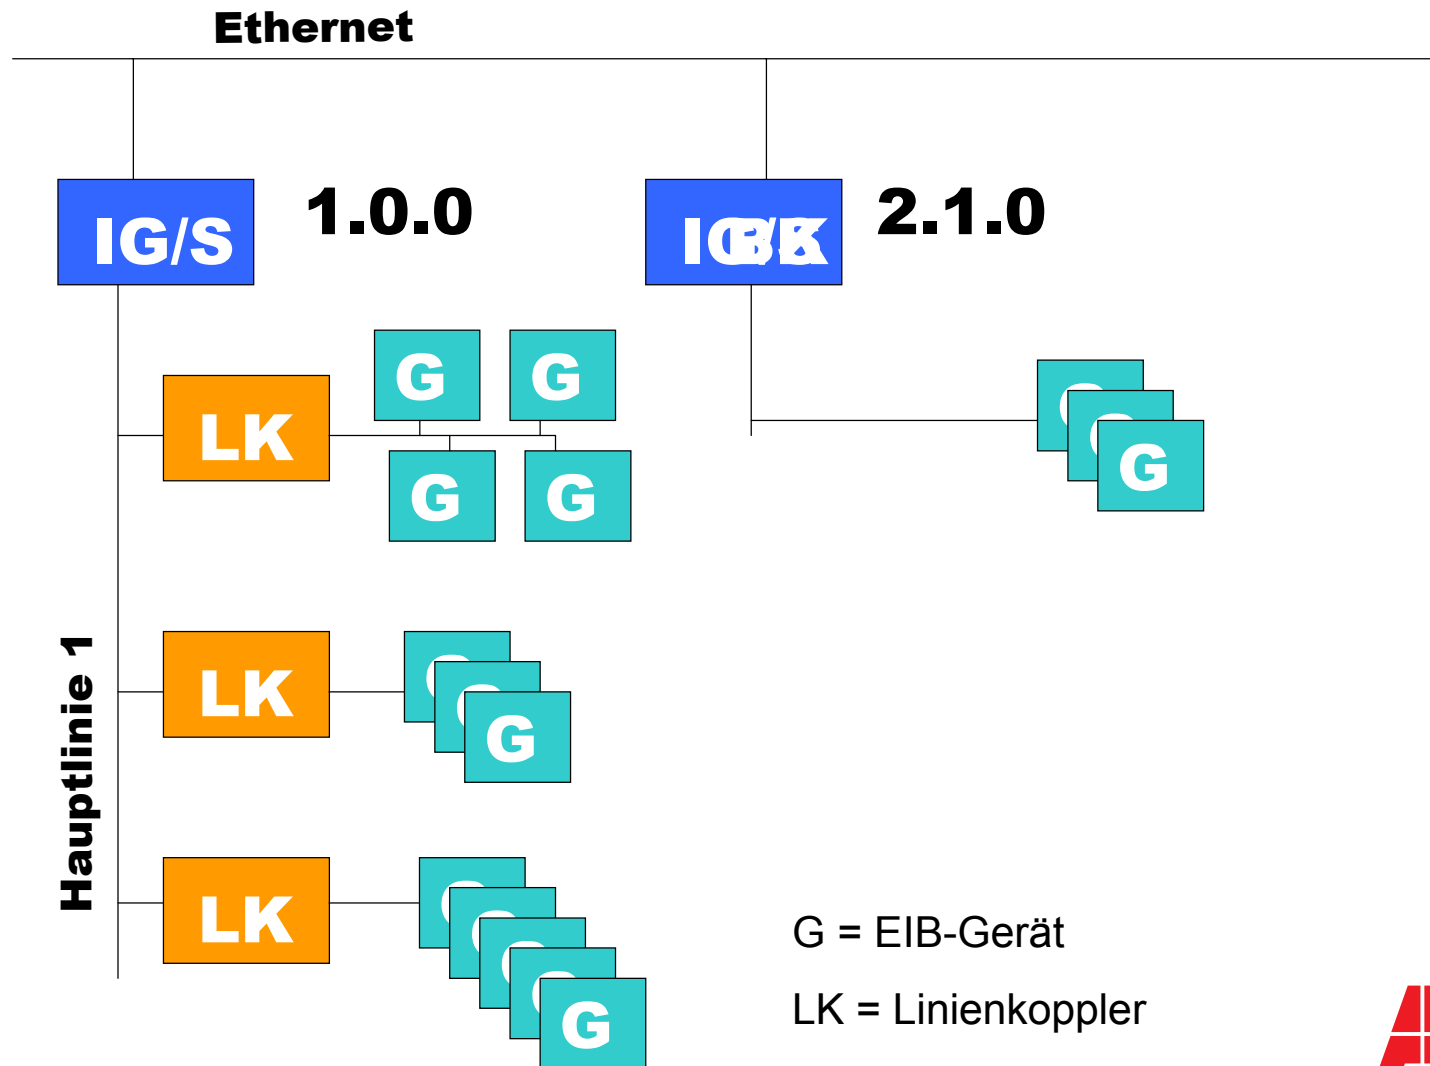 Ethernet
IG/S
1.0.0
2.1.0
G
G
LK
G
G
Hauptlinie 1
G
LK
G
LK
G
G = EIB-Gerät
LK = Linienkoppler